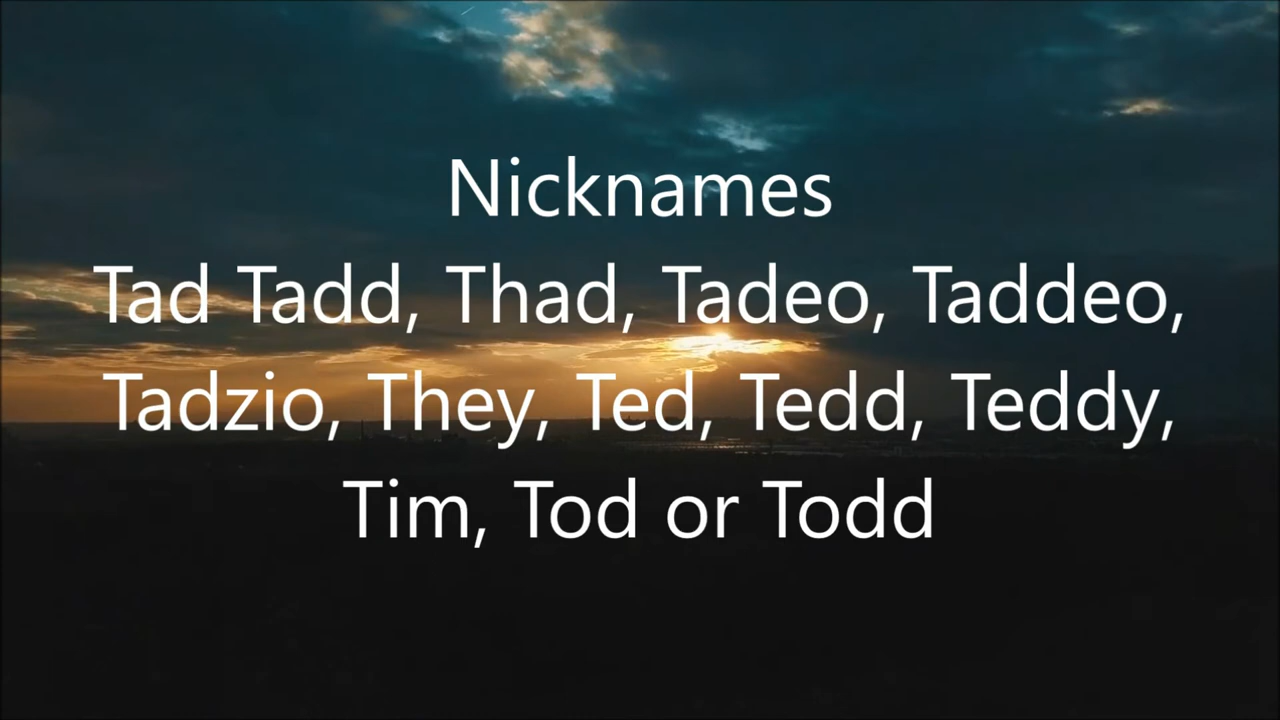 Nicknames
Tad Tadd, Thad, Tadeo, Taddeo,
Tadzio, They, Ted, Tedd, Teddy,
Tim, Tod or Todd